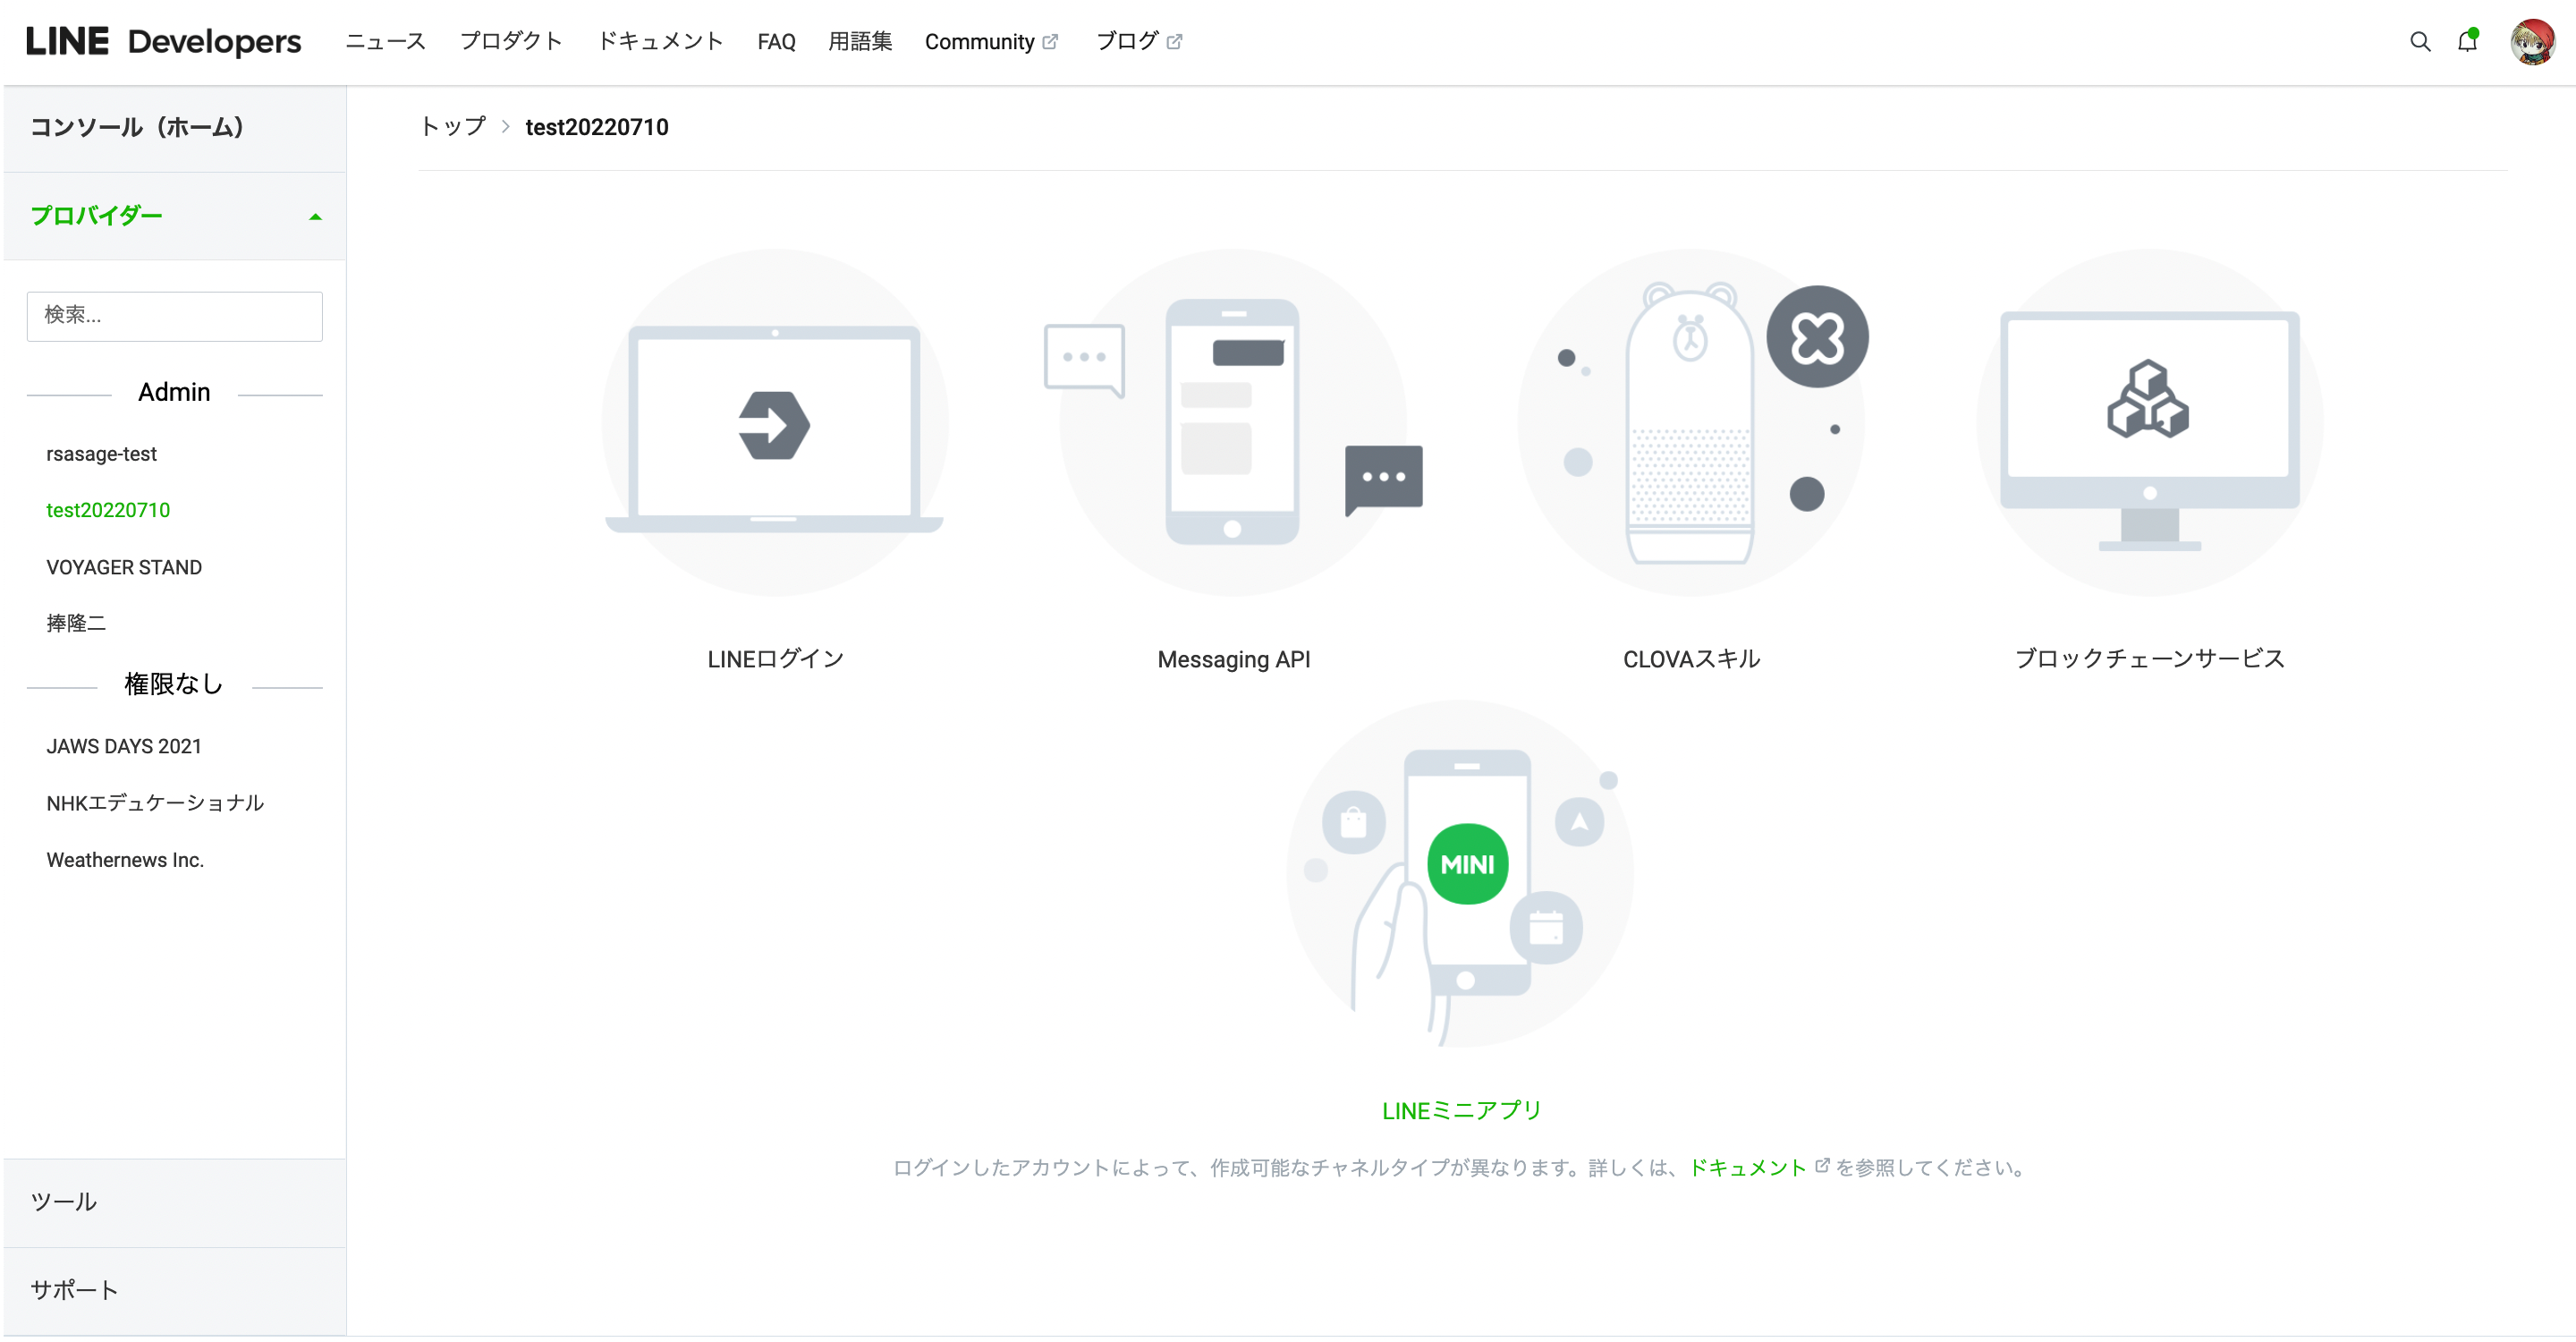 LINE Developers ニュース プロダクト ドキュメント FAQ 用語集 Community ブログ
コンソール（ホーム）
プロバイダー
検索...
Admin
rsasage-test
test20220710
VOYAGER STAND
捧隆二
権限なし
JAWS DAYS 2021
NHKエデュケーショナル
Weathernews Inc.
ツール
サポート
トップ > test20220710
LINEログイン
Messaging API
CLOVAスキル
ブロックチェーンサービス
MINI
LINEミニアプリ
ログインしたアカウントによって、作成可能なチャネルタイプが異なります。詳しくは、ドキュメント を参照してください。